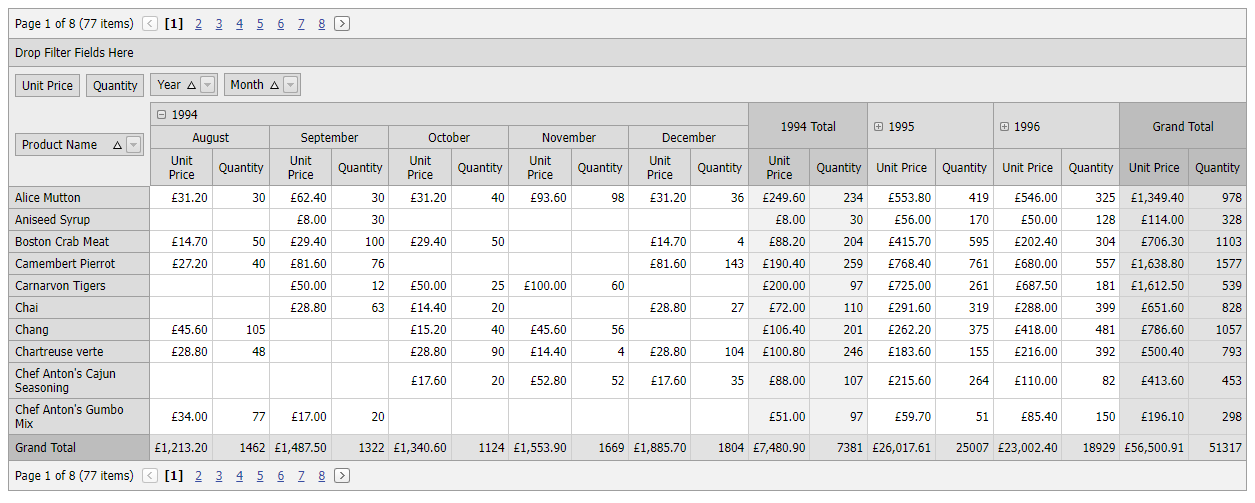 Page 1 of 8 (77 items) [1] 2 3 4 5 6 7 8
Drop Filter Fields Here
Unit Price Quantity Year Month
1994 1994 Total 1995 1996 Grand Total
August September October November December
Product Name
Unit Price Quantity Unit Price Quantity Unit Price Quantity Unit Price Quantity Unit Price Quantity Unit Price Quantity Unit Price Quantity Unit Price Quantity Unit Price Quantity
Alice Mutton £31.20 30 £62.40 30 £31.20 40 £93.60 98 £31.20 36 £249.60 234 £553.80 419 £546.00 325 £1,349.40 978
Aniseed Syrup £8.00 30 £8.00 30 £56.00 170 £50.00 128 £114.00 328
Boston Crab Meat £14.70 50 £29.40 100 £29.40 50 £14.70 4 £88.20 204 £415.70 595 £202.40 304 £706.30 1103
Camembert Pierrot £27.20 40 £81.60 76 £81.60 143 £190.40 259 £768.40 761 £680.00 557 £1,638.80 1577
Carnarvon Tigers £50.00 12 £50.00 25 £100.00 60 £200.00 97 £725.00 261 £687.50 181 £1,612.50 539
Chai £28.80 63 £14.40 20 £28.80 27 £72.00 110 £291.60 319 £288.00 399 £651.60 828
Chang £45.60 105 £15.20 40 £45.60 56 £106.40 201 £262.20 375 £418.00 481 £786.60 1057
Chartreuse verte £28.80 48 £28.80 90 £14.40 4 £28.80 104 £100.80 246 £183.60 155 £216.00 392 £500.40 793
Chef Anton's Cajun
Seasoning £17.60 20 £52.80 52 £17.60 35 £88.00 107 £215.60 264 £110.00 82 £413.60 453
Chef Anton's Gumbo
Mix £34.00 77 £17.00 20 £51.00 97 £59.70 51 £85.40 150 £196.10 298
Grand Total £1,213.20 1462 £1,487.50 1322 £1,340.60 1124 £1,553.90 1669 £1,885.70 1804 £7,480.90 7381 £26,017.61 25007 £23,002.40 18929 £56,500.91 51317
Page 1 of 8 (77 items) [1] 2 3 4 5 6 7 8